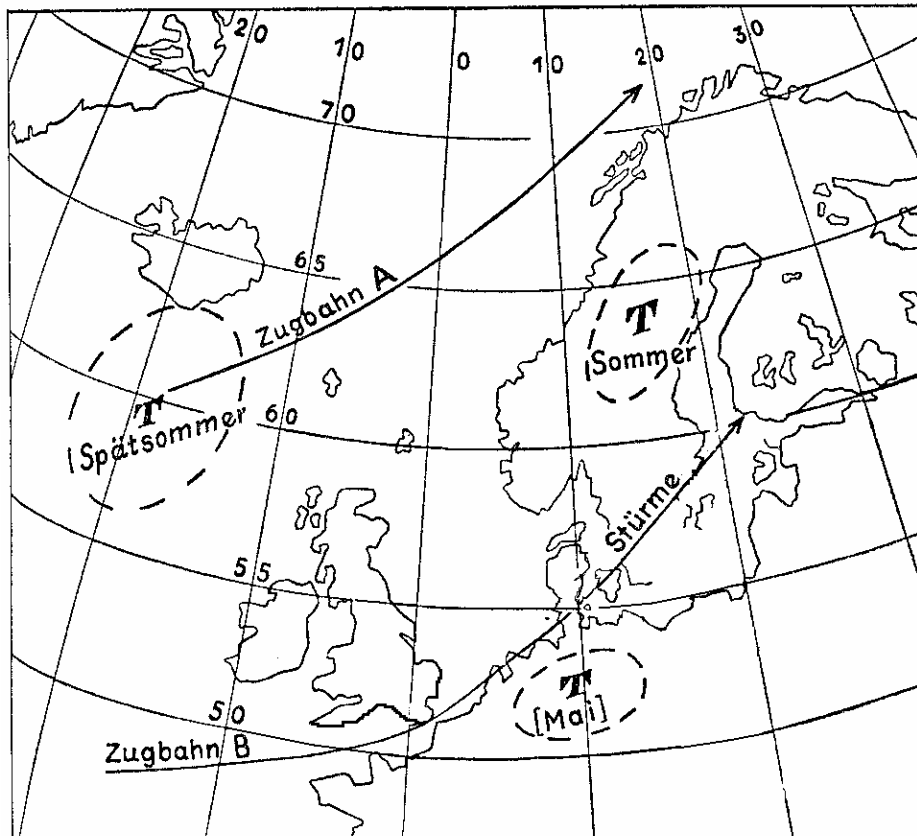 20
10
0
10
20
30
70
65
Zugbahn A
T
(Sommer
T
(Spätsommer
60
Stürme
55
T
[Mai]
50
Zugbahn B